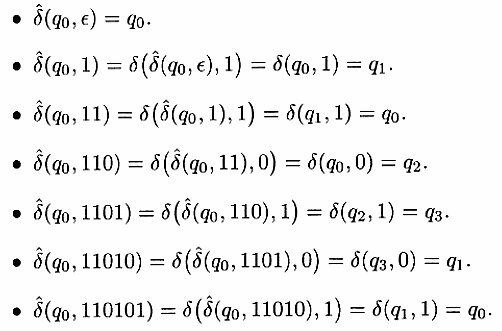 • δ̂(q₀, ϵ) = q₀.
• δ̂(q₀, 1) = δ(δ̂(q₀, ϵ), 1) = δ(q₀, 1) = q₁.
• δ̂(q₀, 11) = δ(δ̂(q₀, 1), 1) = δ(q₁, 1) = q₀.
• δ̂(q₀, 110) = δ(δ̂(q₀, 11), 0) = δ(q₀, 0) = q₂.
• δ̂(q₀, 1101) = δ(δ̂(q₀, 110), 1) = δ(q₂, 1) = q₃.
• δ̂(q₀, 11010) = δ(δ̂(q₀, 1101), 0) = δ(q₃, 0) = q₁.
• δ̂(q₀, 110101) = δ(δ̂(q₀, 11010), 1) = δ(q₁, 1) = q₀.